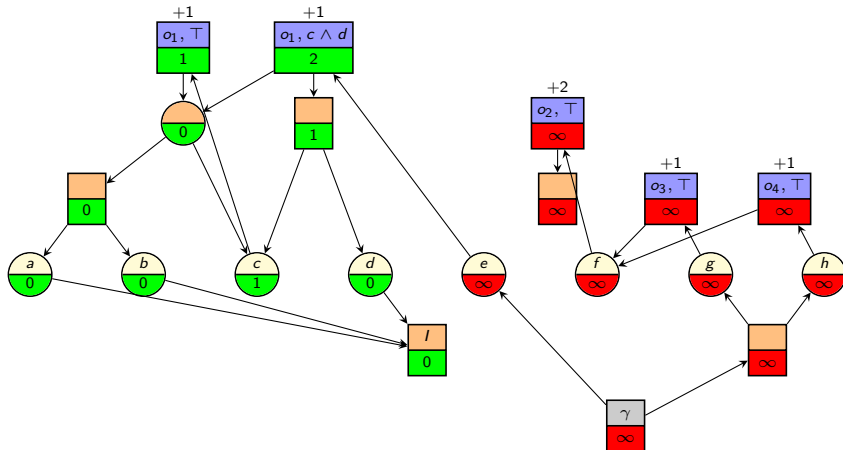 +1 +1
o₁, ⊤ o₁, c ∧ d
1 2
+2
o₂, ⊤
0 1 ∞
+1 +1
o₃, ⊤ o₄, ⊤
0 ∞ ∞ ∞
a b c d e f g h
0 0 1 0 ∞ ∞ ∞ ∞
I
0 ∞
γ
∞